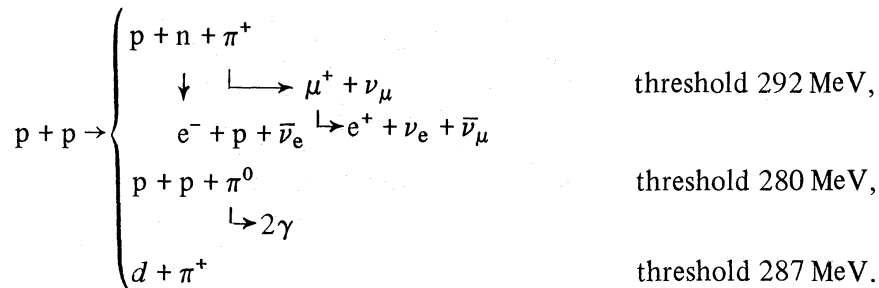 p + n + π⁺
↓ └→ μ⁺ + ν_μ threshold 292 MeV,
p + p → { e⁻ + p + ν̄_e └→ e⁺ + ν_e + ν̄_μ
p + p + π⁰ threshold 280 MeV,
└→ 2γ
d + π⁺ threshold 287 MeV.